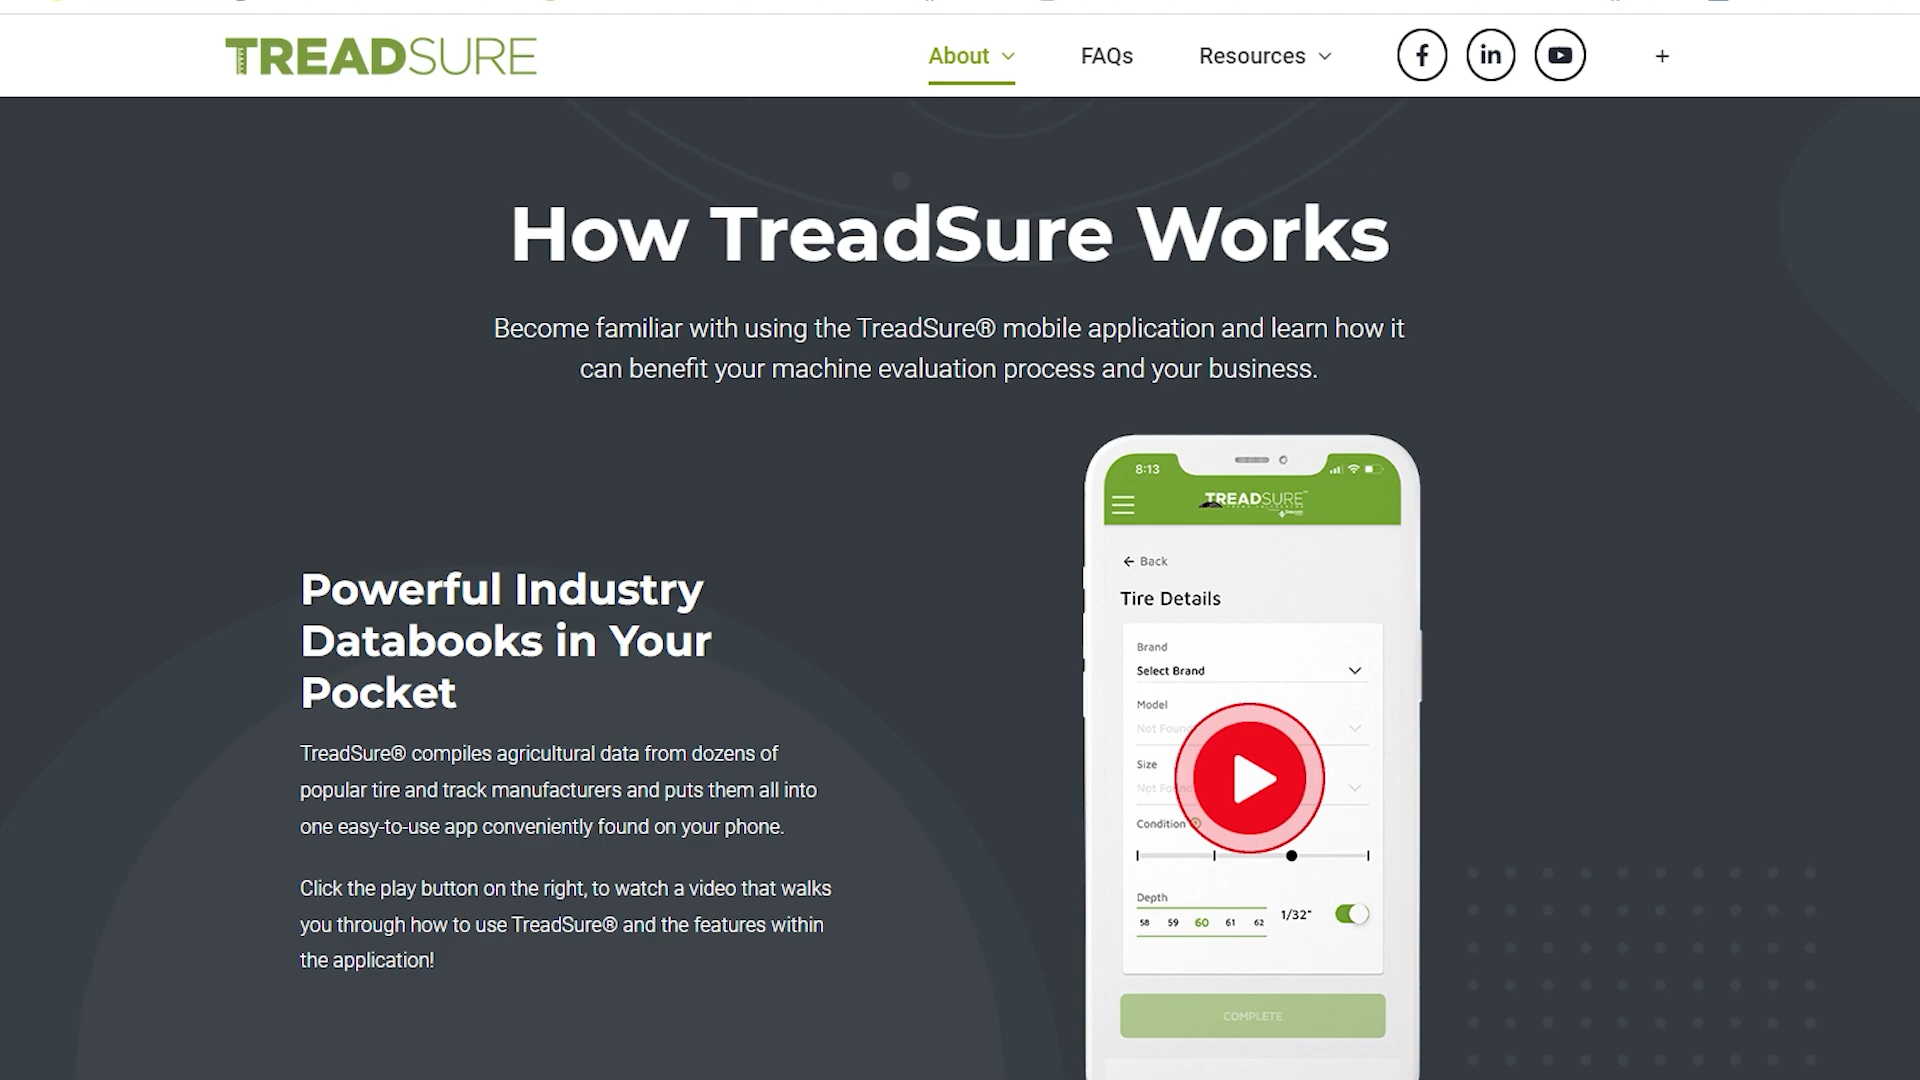 TREADSURE
About
FAQs
Resources
+
How TreadSure Works
Become familiar with using the TreadSure® mobile application and learn how it
can benefit your machine evaluation process and your business.
Powerful Industry
Databooks in Your
Pocket
TreadSure® compiles agricultural data from dozens of
popular tire and track manufacturers and puts them all into
one easy-to-use app conveniently found on your phone.
Click the play button on the right, to watch a video that walks
you through how to use TreadSure® and the features within
the application!
8:13
TREADSURE™
Back
Tire Details
Brand
Select Brand
Model
Not Foun
Size
Not Fo
Condition
Depth
58 59 60 61 62 1/32"
COMPLETE